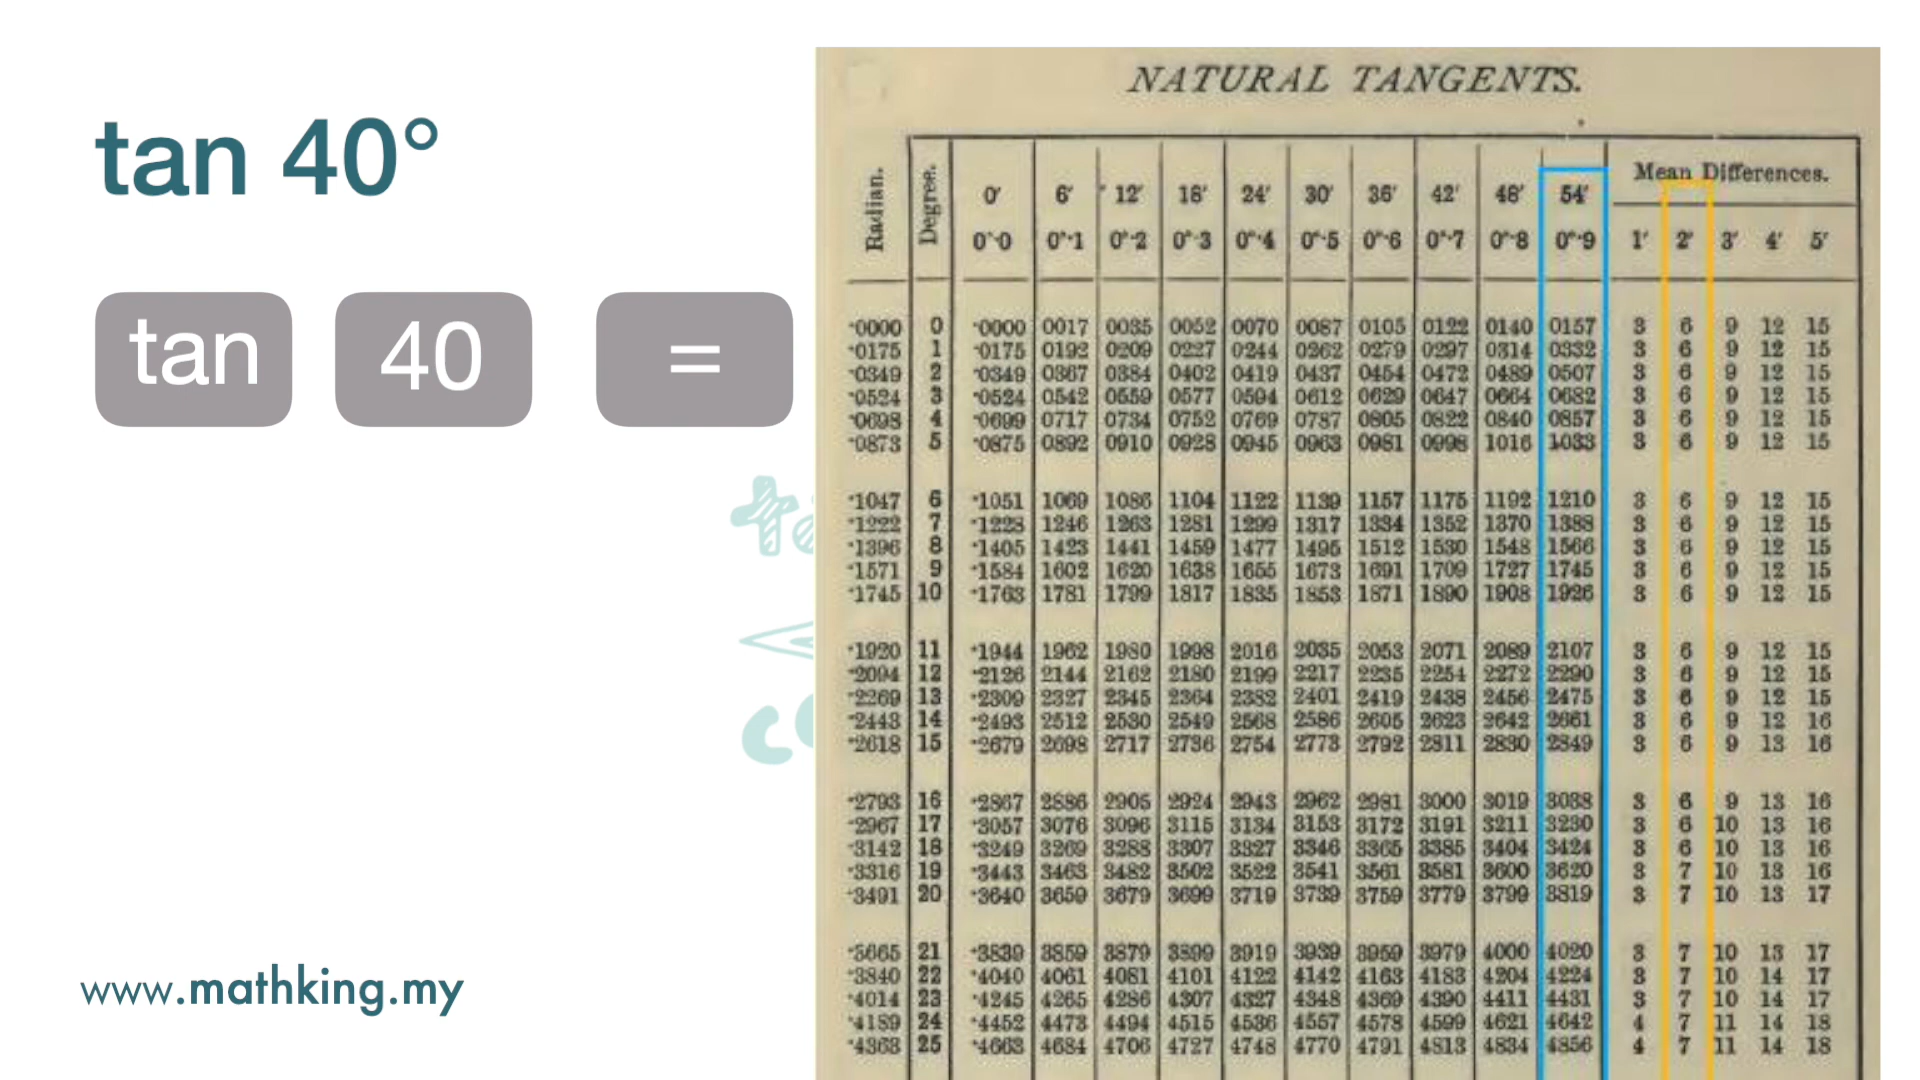 tan 40°
tan 40 =
www.mathking.my
NATURAL TANGENTS.
Radian. Degree. 0′ 6′ 12′ 18′ 24′ 30′ 36′ 42′ 48′ 54′ Mean Differences.
0°·0 0°·1 0°·2 0°·3 0°·4 0°·5 0°·6 0°·7 0°·8 0°·9 1′ 2′ 3′ 4′ 5′
·0000 0 ·0000 0017 0035 0052 0070 0087 0105 0122 0140 0157 3 6 9 12 15
·0175 1 ·0175 0192 0209 0227 0244 0262 0279 0297 0314 0332 3 6 9 12 15
·0349 2 ·0349 0367 0384 0402 0419 0437 0454 0472 0489 0507 3 6 9 12 15
·0524 3 ·0524 0542 0559 0577 0594 0612 0629 0647 0664 0682 3 6 9 12 15
·0698 4 ·0699 0717 0734 0752 0769 0787 0805 0822 0840 0857 3 6 9 12 15
·0873 5 ·0875 0892 0910 0928 0945 0963 0981 0998 1016 1033 3 6 9 12 15
·1047 6 ·1051 1069 1086 1104 1122 1139 1157 1175 1192 1210 3 6 9 12 15
·1222 7 ·1228 1246 1263 1281 1299 1317 1334 1352 1370 1388 3 6 9 12 15
·1396 8 ·1405 1423 1441 1459 1477 1495 1512 1530 1548 1566 3 6 9 12 15
·1571 9 ·1584 1602 1620 1638 1655 1673 1691 1709 1727 1745 3 6 9 12 15
·1745 10 ·1763 1781 1799 1817 1835 1853 1871 1890 1908 1926 3 6 9 12 15
·1920 11 ·1944 1962 1980 1998 2016 2035 2053 2071 2089 2107 3 6 9 12 15
·2094 12 ·2126 2144 2162 2180 2199 2217 2235 2254 2272 2290 3 6 9 12 15
·2269 13 ·2309 2327 2345 2364 2382 2401 2419 2438 2456 2475 3 6 9 12 15
·2443 14 ·2493 2512 2530 2549 2568 2586 2605 2623 2642 2661 3 6 9 12 16
·2618 15 ·2679 2698 2717 2736 2754 2773 2792 2811 2830 2849 3 6 9 13 16
·2793 16 ·2867 2886 2905 2924 2943 2962 2981 3000 3019 3038 3 6 9 13 16
·2967 17 ·3057 3076 3096 3115 3134 3153 3172 3191 3211 3230 3 6 10 13 16
·3142 18 ·3249 3269 3288 3307 3327 3346 3365 3385 3404 3424 3 6 10 13 16
·3316 19 ·3443 3463 3482 3502 3522 3541 3561 3581 3600 3620 3 7 10 13 16
·3491 20 ·3640 3659 3679 3699 3719 3739 3759 3779 3799 3819 3 7 10 13 17
·3665 21 ·3839 3859 3879 3899 3919 3939 3959 3979 4000 4020 3 7 10 13 17
·3840 22 ·4040 4061 4081 4101 4122 4142 4163 4183 4204 4224 3 7 10 14 17
·4014 23 ·4245 4265 4286 4307 4327 4348 4369 4390 4411 4431 3 7 10 14 17
·4189 24 ·4452 4473 4494 4515 4536 4557 4578 4599 4621 4642 4 7 11 14 18
·4363 25 ·4663 4684 4706 4727 4748 4770 4791 4813 4834 4856 4 7 11 14 18